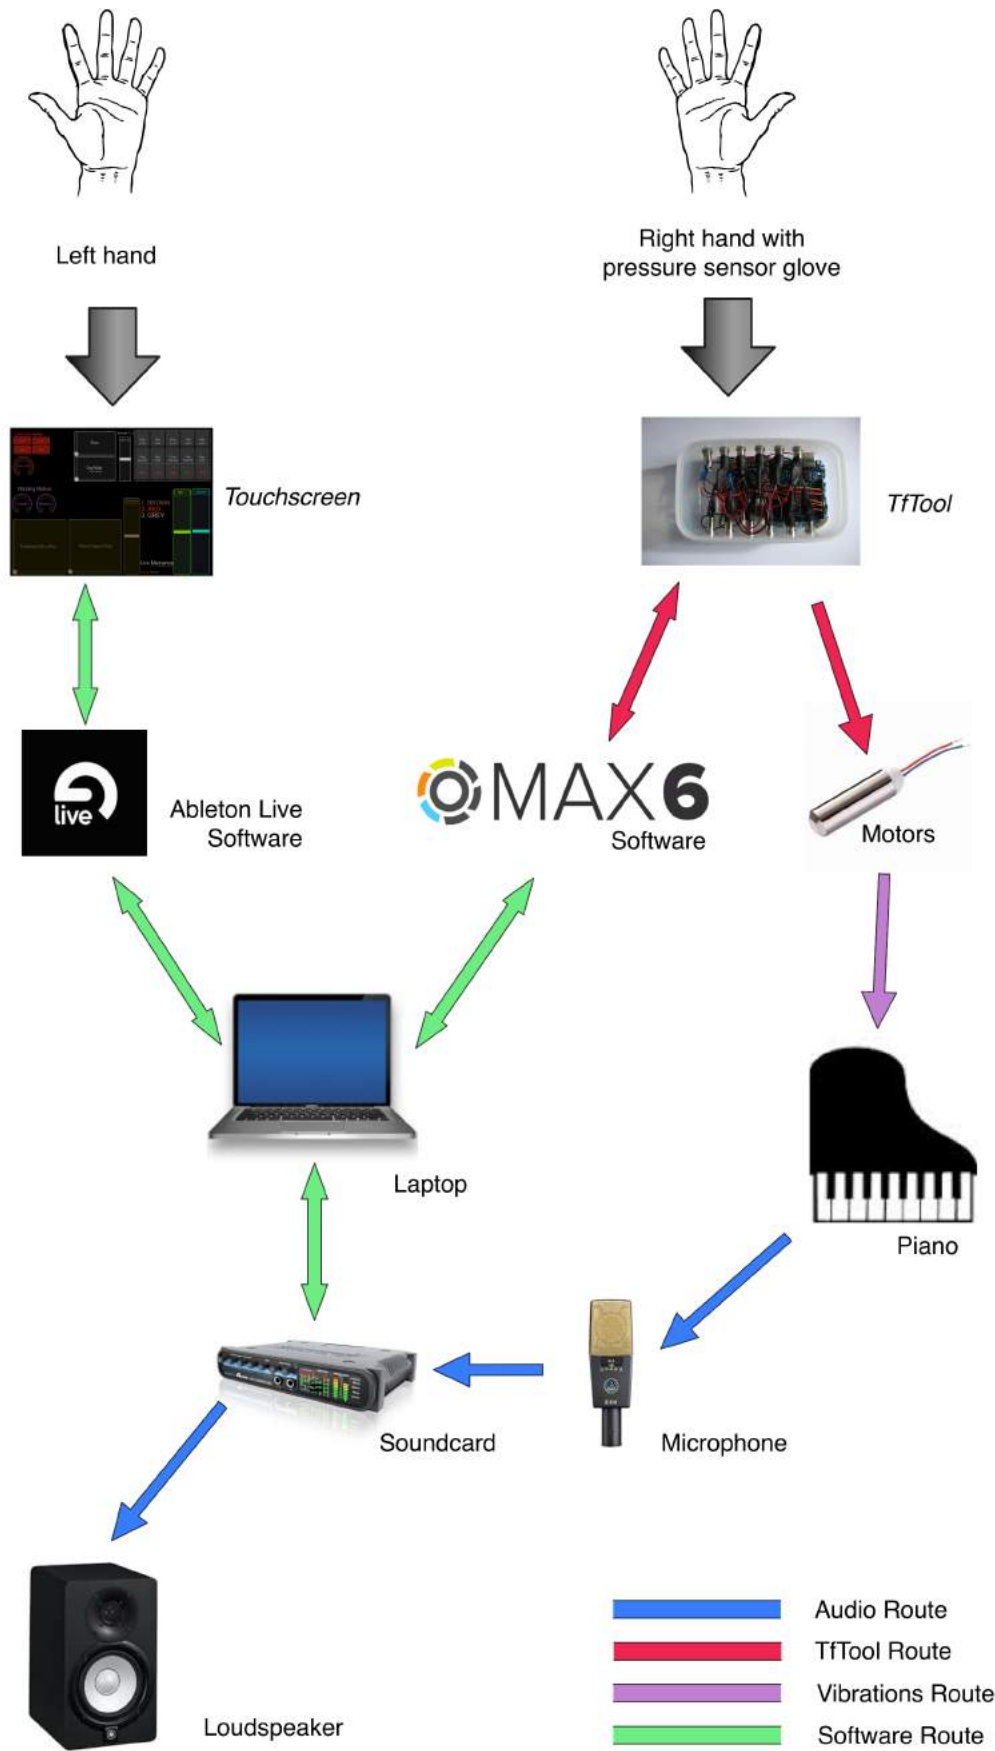 Left hand
Right hand with
pressure sensor glove
Touchscreen
TfTool
live
Ableton Live
Software
MAX6
Software
Motors
Laptop
Piano
Soundcard
Microphone
Loudspeaker
Audio Route
TfTool Route
Vibrations Route
Software Route